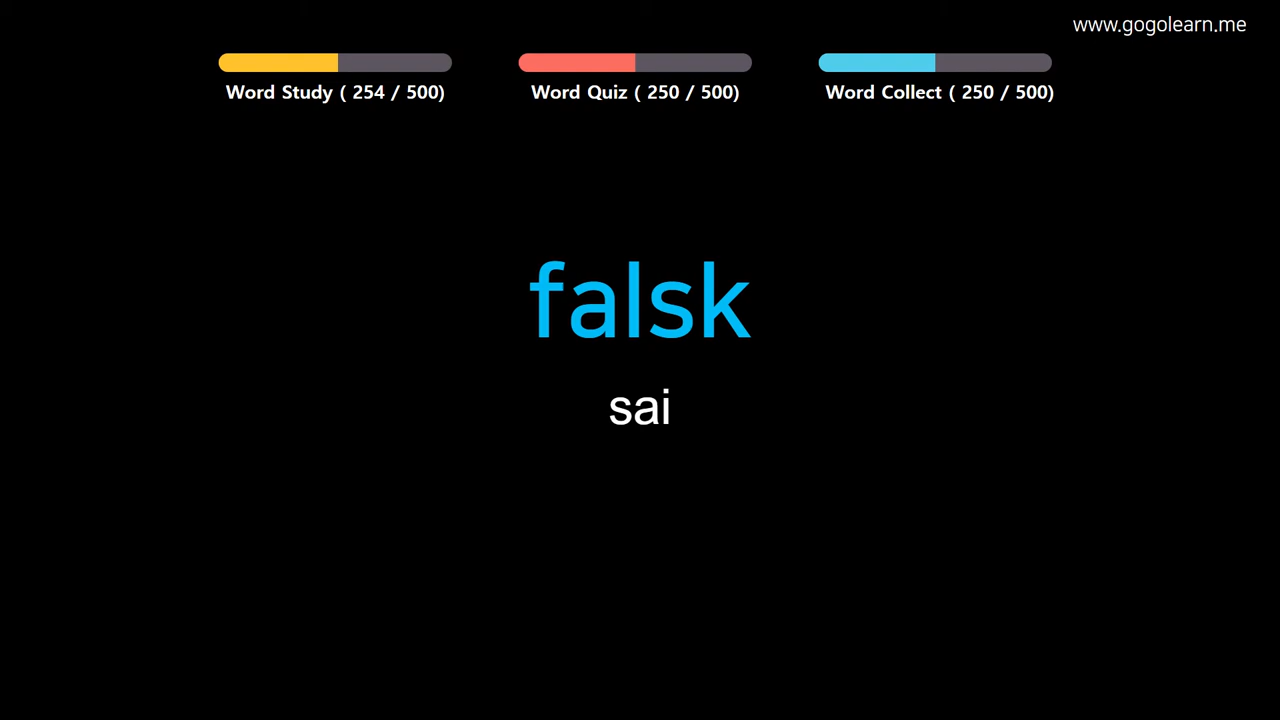 www.gogolearn.me
Word Study ( 254 / 500)
Word Quiz ( 250 / 500)
Word Collect ( 250 / 500)
falsk
sai